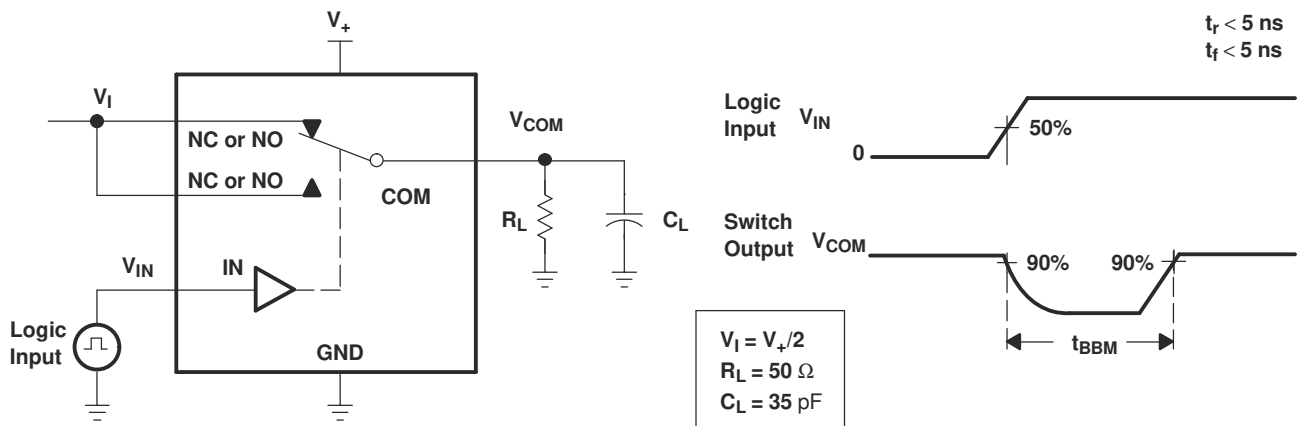 V+
VI
NC or NO
NC or NO
COM
VCOM
RL
CL
VIN
IN
Logic
Input
GND
tr < 5 ns
tf < 5 ns
Logic
Input
VIN
50%
0
Switch
Output
VCOM
90%
90%
tBBM
VI = V+/2
RL = 50 Ω
CL = 35 pF